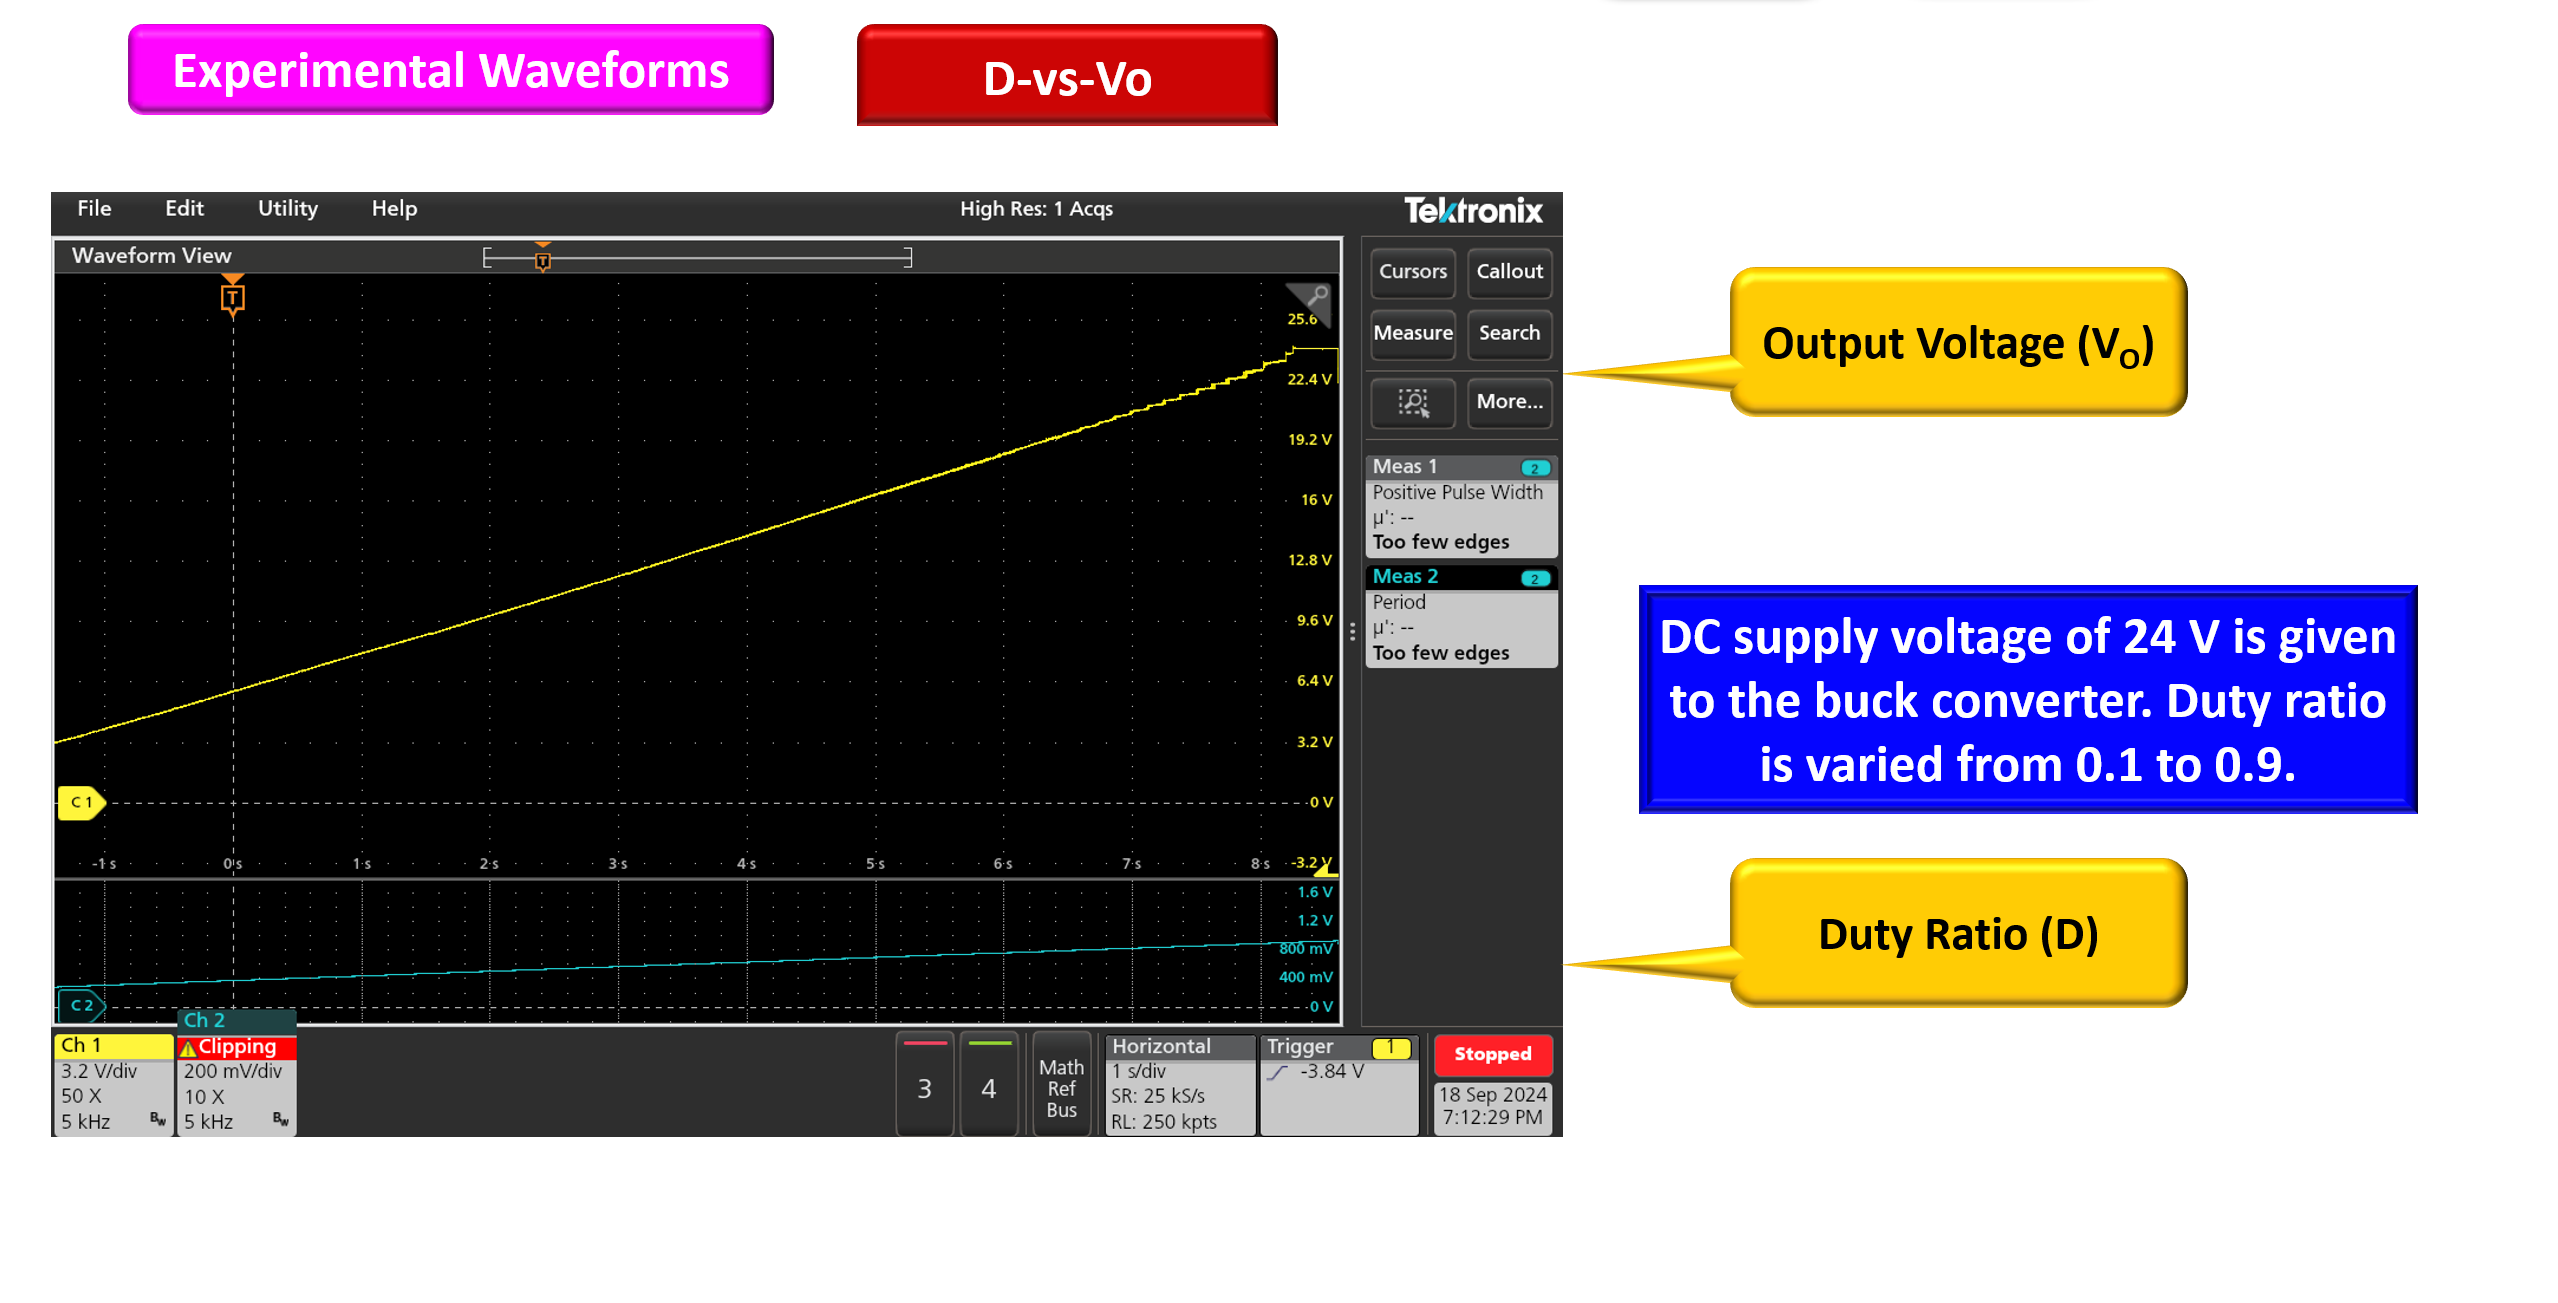 Experimental Waveforms
D-vs-Vo
File Edit Utility Help High Res: 1 Acqs Tektronix
Waveform View
T
T
25.6
22.4 V
19.2 V
16 V
12.8 V
9.6 V
6.4 V
3.2 V
C 1
0 V
-1 s 0 s 1 s 2 s 3 s 4 s 5 s 6 s 7 s 8 s -3.2 V
1.6 V
1.2 V
800 mV
400 mV
C 2
0 V
Cursors Callout
Measure Search
More...
Meas 1 2
Positive Pulse Width
µ': --
Too few edges
Meas 2 2
Period
µ': --
Too few edges
Ch 1
3.2 V/div
50 X
5 kHz BW
Ch 2
Clipping
200 mV/div
10 X
5 kHz BW
3
4
Math
Ref
Bus
Horizontal
1 s/div
SR: 25 kS/s
RL: 250 kpts
Trigger 1
-3.84 V
Stopped
18 Sep 2024
7:12:29 PM
Output Voltage (VO)
DC supply voltage of 24 V is given
to the buck converter. Duty ratio
is varied from 0.1 to 0.9.
Duty Ratio (D)